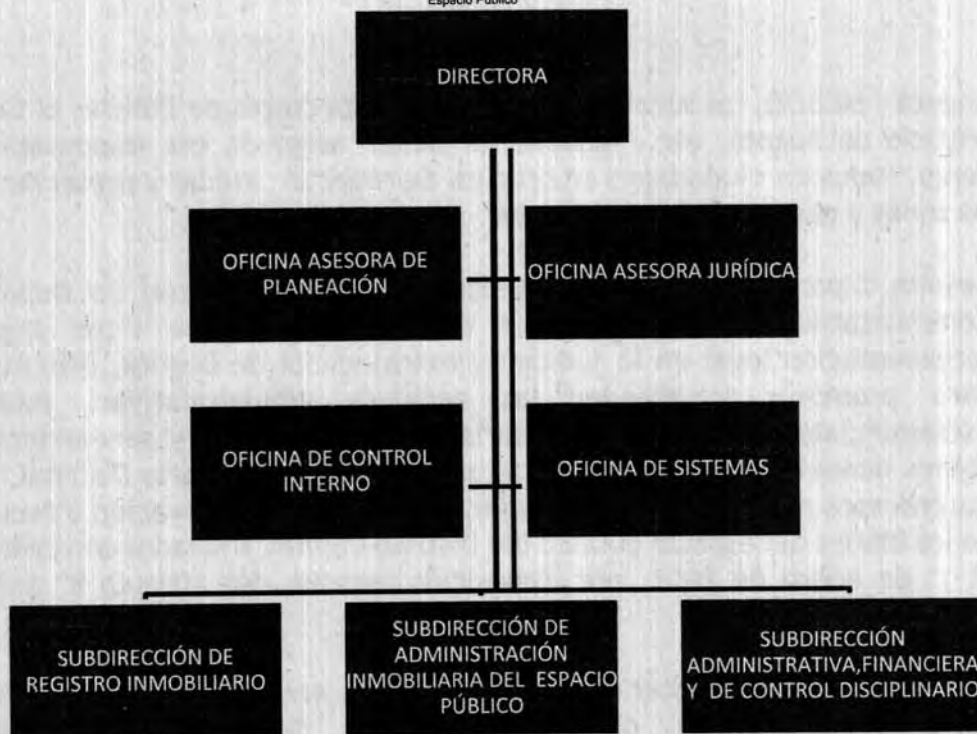 Espacio Público
DIRECTORA
OFICINA ASESORA DE
PLANEACIÓN
OFICINA ASESORA JURÍDICA
OFICINA DE CONTROL
INTERNO
OFICINA DE SISTEMAS
SUBDIRECCIÓN DE
REGISTRO INMOBILIARIO
SUBDIRECCIÓN DE
ADMINISTRACIÓN
INMOBILIARIA DEL ESPACIO
PÚBLICO
SUBDIRECCIÓN
ADMINISTRATIVA,FINANCIERA
Y DE CONTROL DISCIPLINARIO